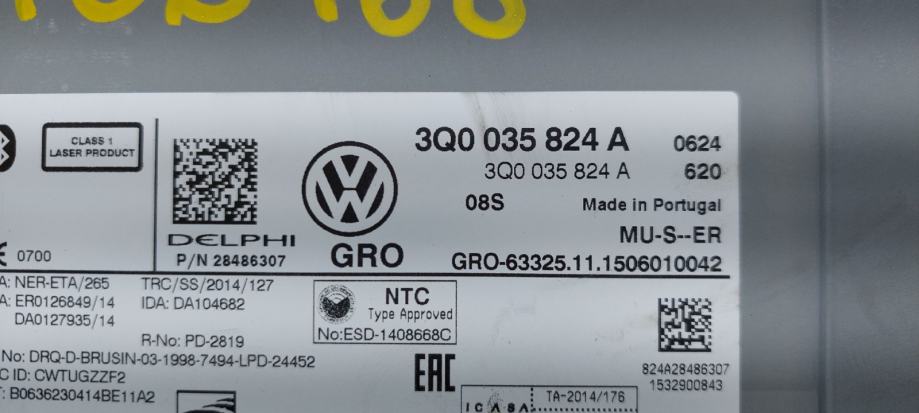 3Q0 035 824 A 0624
3Q0 035 824 A 620
08S Made in Portugal
MU-S--ER
GRO-63325.11.1506010042
CLASS 1
LASER PRODUCT
DELPHI
P/N 28486307
GRO
0700
A: NER-ETA/265 TRC/SS/2014/127
A: ER0126849/14 IDA: DA104682
DA0127935/14
R-No: PD-2819
No: DRQ-D-BRUSIN-03-1998-7494-LPD-24452
C ID: CWTUGZZF2
T: B0636230414BE11A2
NTC
Type Approved
No:ESD-1408668C
EAC
ICASA TA-2014/176
824A28486307
1532900843